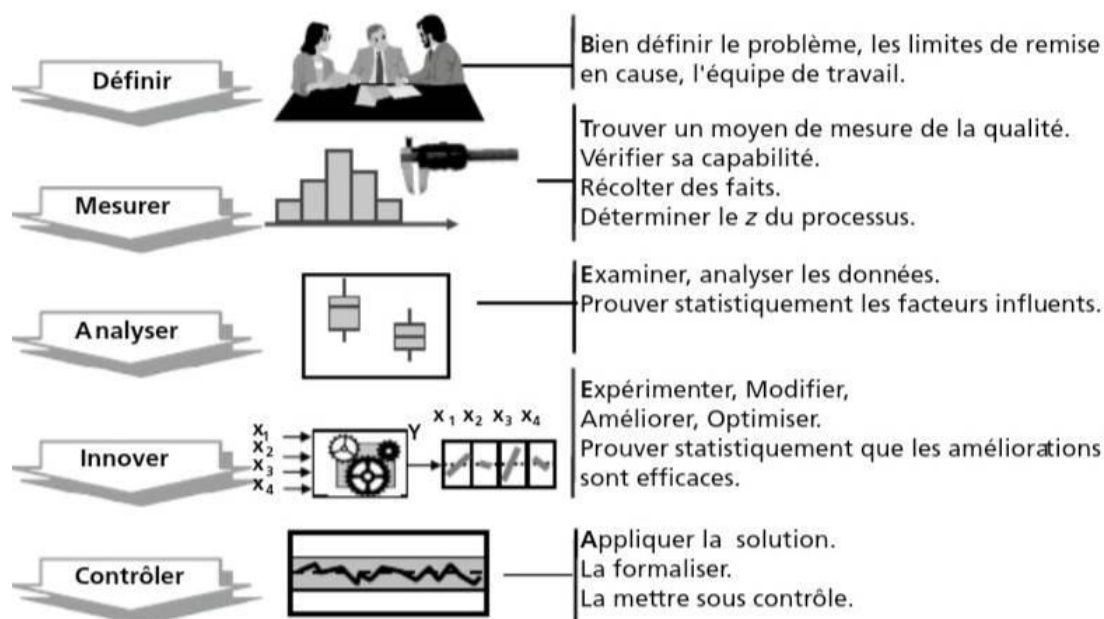 Définir
Bien définir le problème, les limites de remise
en cause, l'équipe de travail.
Mesurer
Trouver un moyen de mesure de la qualité.
Vérifier sa capabilité.
Récolter des faits.
Déterminer le z du processus.
Analyser
Examiner, analyser les données.
Prouver statistiquement les facteurs influents.
Innover
X1
X2
X3
X4
Y
X1 X2 X3 X4
Expérimenter, Modifier,
Améliorer, Optimiser.
Prouver statistiquement que les améliorations
sont efficaces.
Contrôler
Appliquer la solution.
La formaliser.
La mettre sous contrôle.